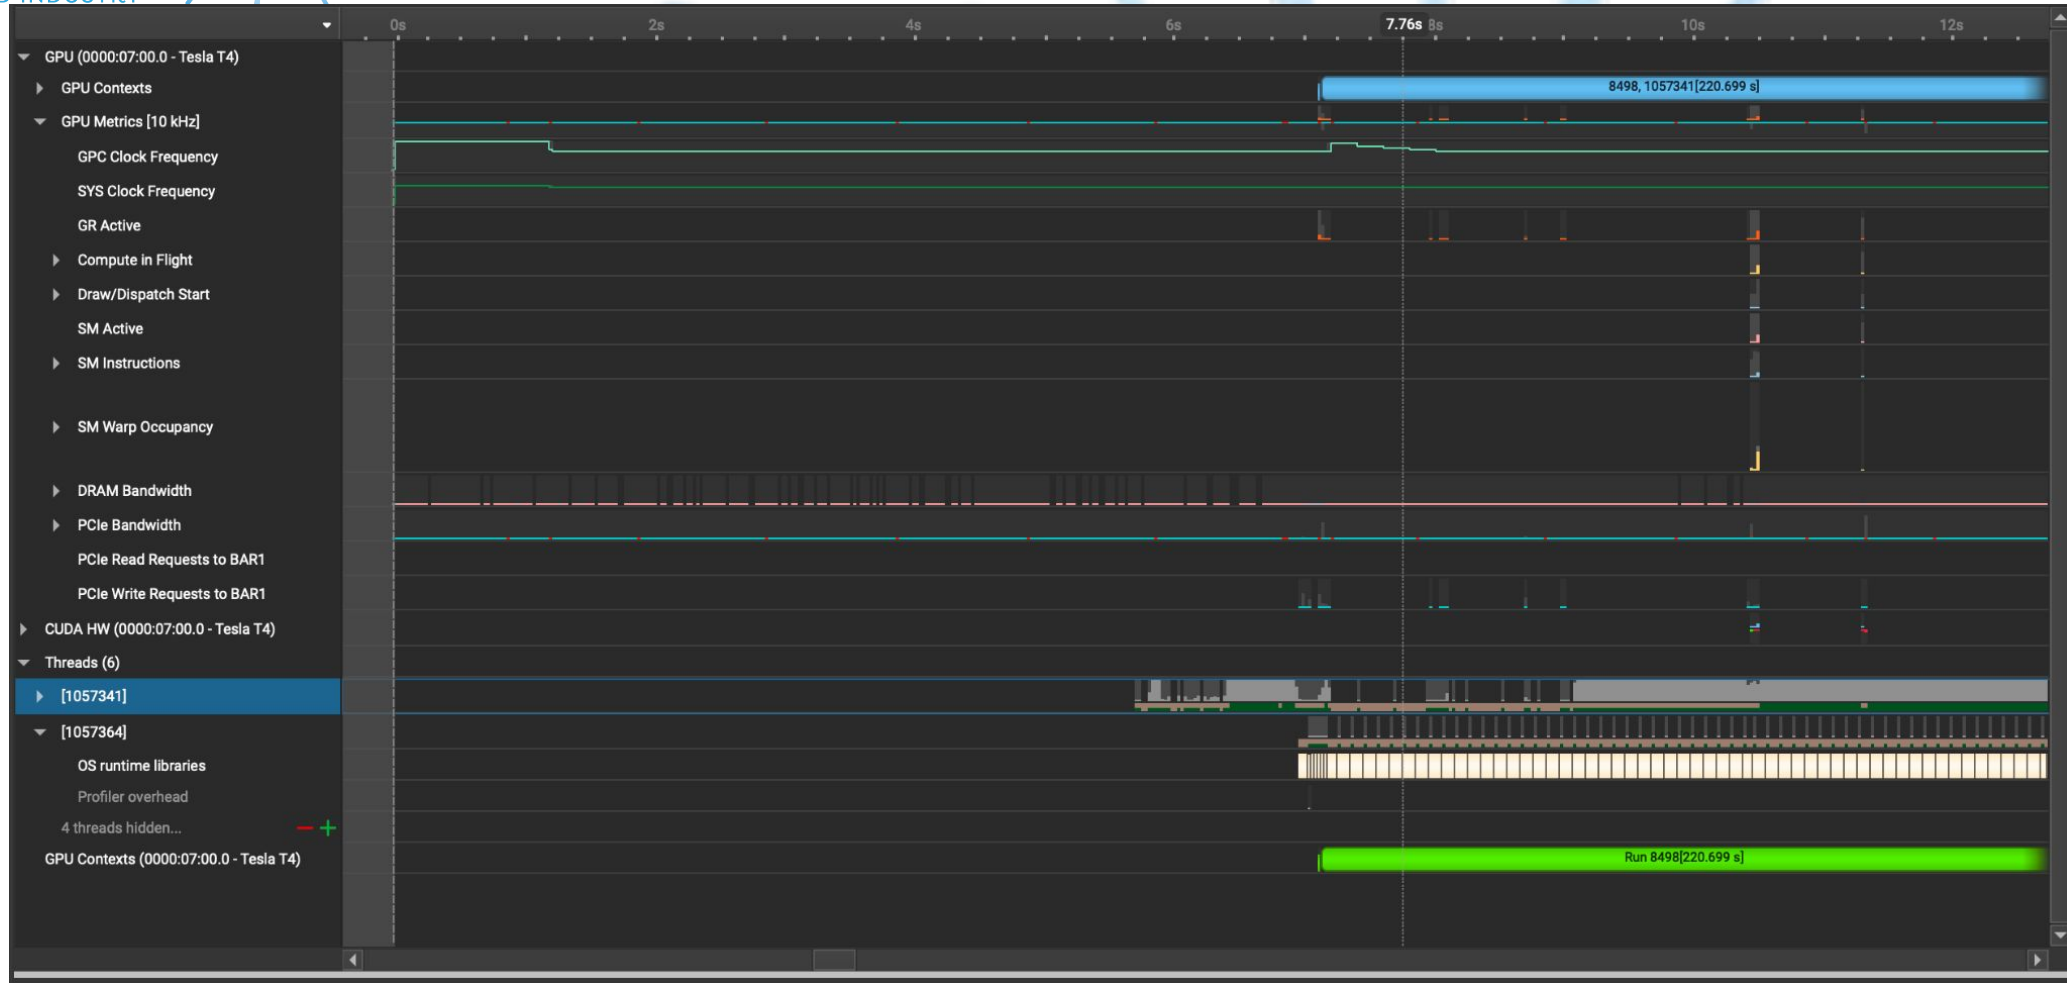 0s 2s 4s 6s 7.76s 8s 10s 12s
GPU (0000:07:00.0 - Tesla T4)
GPU Contexts
8498, 1057341[220.699 s]
GPU Metrics [10 kHz]
GPC Clock Frequency
SYS Clock Frequency
GR Active
Compute in Flight
Draw/Dispatch Start
SM Active
SM Instructions
SM Warp Occupancy
DRAM Bandwidth
PCIe Bandwidth
PCIe Read Requests to BAR1
PCIe Write Requests to BAR1
CUDA HW (0000:07:00.0 - Tesla T4)
Threads (6)
[1057341]
[1057364]
OS runtime libraries
Profiler overhead
4 threads hidden...
GPU Contexts (0000:07:00.0 - Tesla T4)
Run 8498[220.699 s]